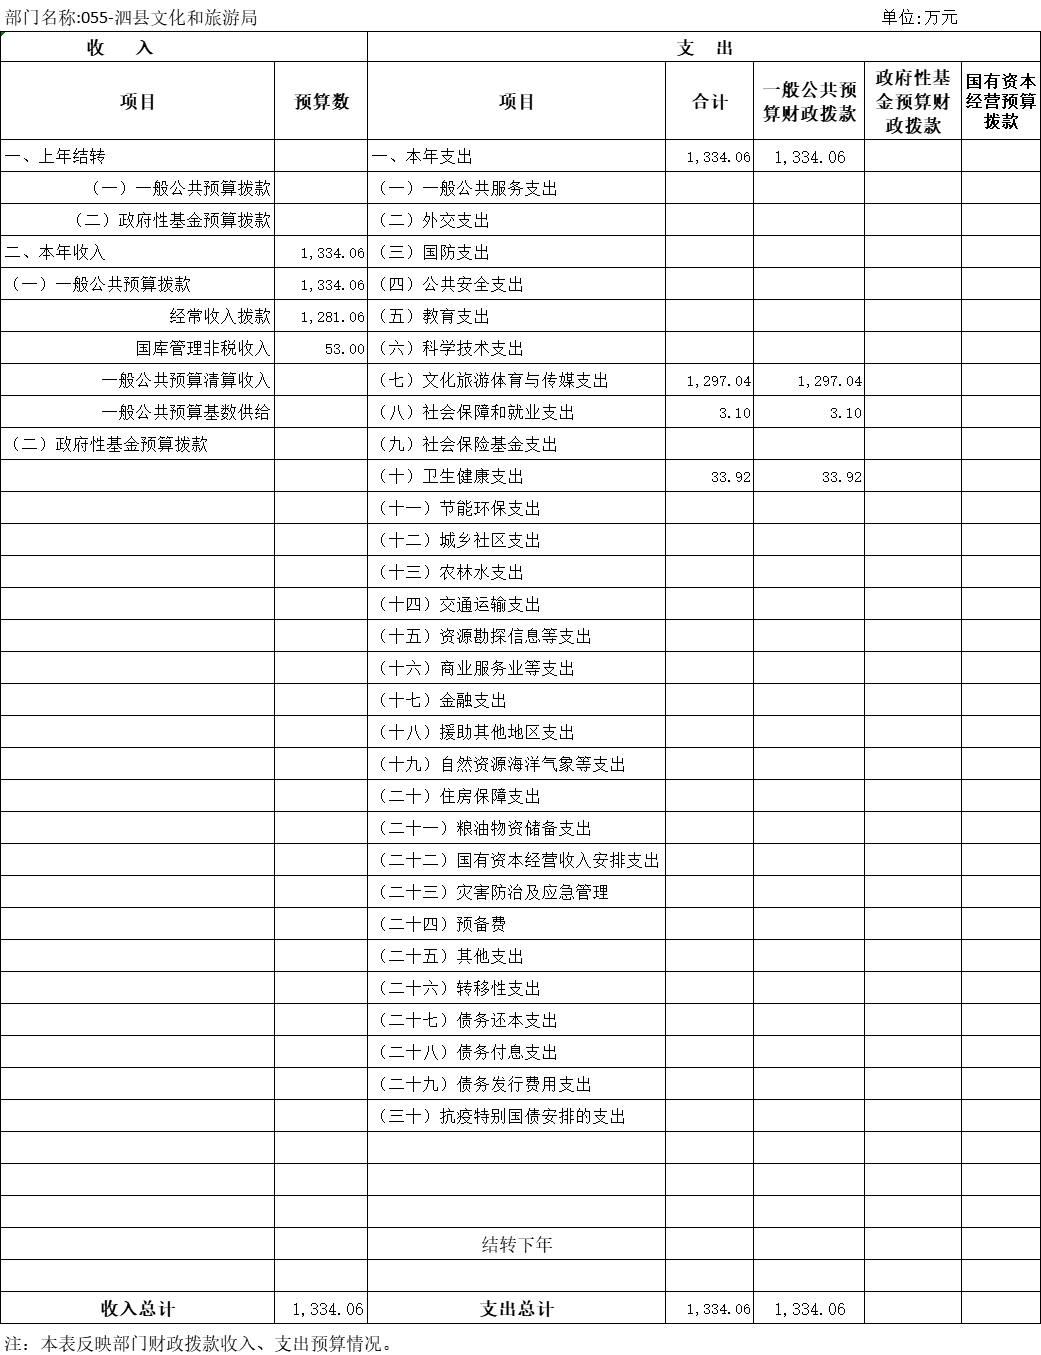 部门名称:055-泗县文化和旅游局 单位:万元
收 入 支 出
项目 预算数 项目 合计 一般公共预算财政拨款 政府性基金预算财政拨款 国有资本经营预算拨款
一、上年结转 一、本年支出 1,334.06 1,334.06
（一）一般公共预算拨款 （一）一般公共服务支出
（二）政府性基金预算拨款 （二）外交支出
二、本年收入 1,334.06 （三）国防支出
（一）一般公共预算拨款 1,334.06 （四）公共安全支出
经常收入拨款 1,281.06 （五）教育支出
国库管理非税收入 53.00 （六）科学技术支出
一般公共预算清算收入 （七）文化旅游体育与传媒支出 1,297.04 1,297.04
一般公共预算基数供给 （八）社会保障和就业支出 3.10 3.10
（二）政府性基金预算拨款 （九）社会保险基金支出
（十）卫生健康支出 33.92 33.92
（十一）节能环保支出
（十二）城乡社区支出
（十三）农林水支出
（十四）交通运输支出
（十五）资源勘探信息等支出
（十六）商业服务业等支出
（十七）金融支出
（十八）援助其他地区支出
（十九）自然资源海洋气象等支出
（二十）住房保障支出
（二十一）粮油物资储备支出
（二十二）国有资本经营收入安排支出
（二十三）灾害防治及应急管理
（二十四）预备费
（二十五）其他支出
（二十六）转移性支出
（二十七）债务还本支出
（二十八）债务付息支出
（二十九）债务发行费用支出
（三十）抗疫特别国债安排的支出
结转下年
收入总计 1,334.06 支出总计 1,334.06 1,334.06
注：本表反映部门财政拨款收入、支出预算情况。